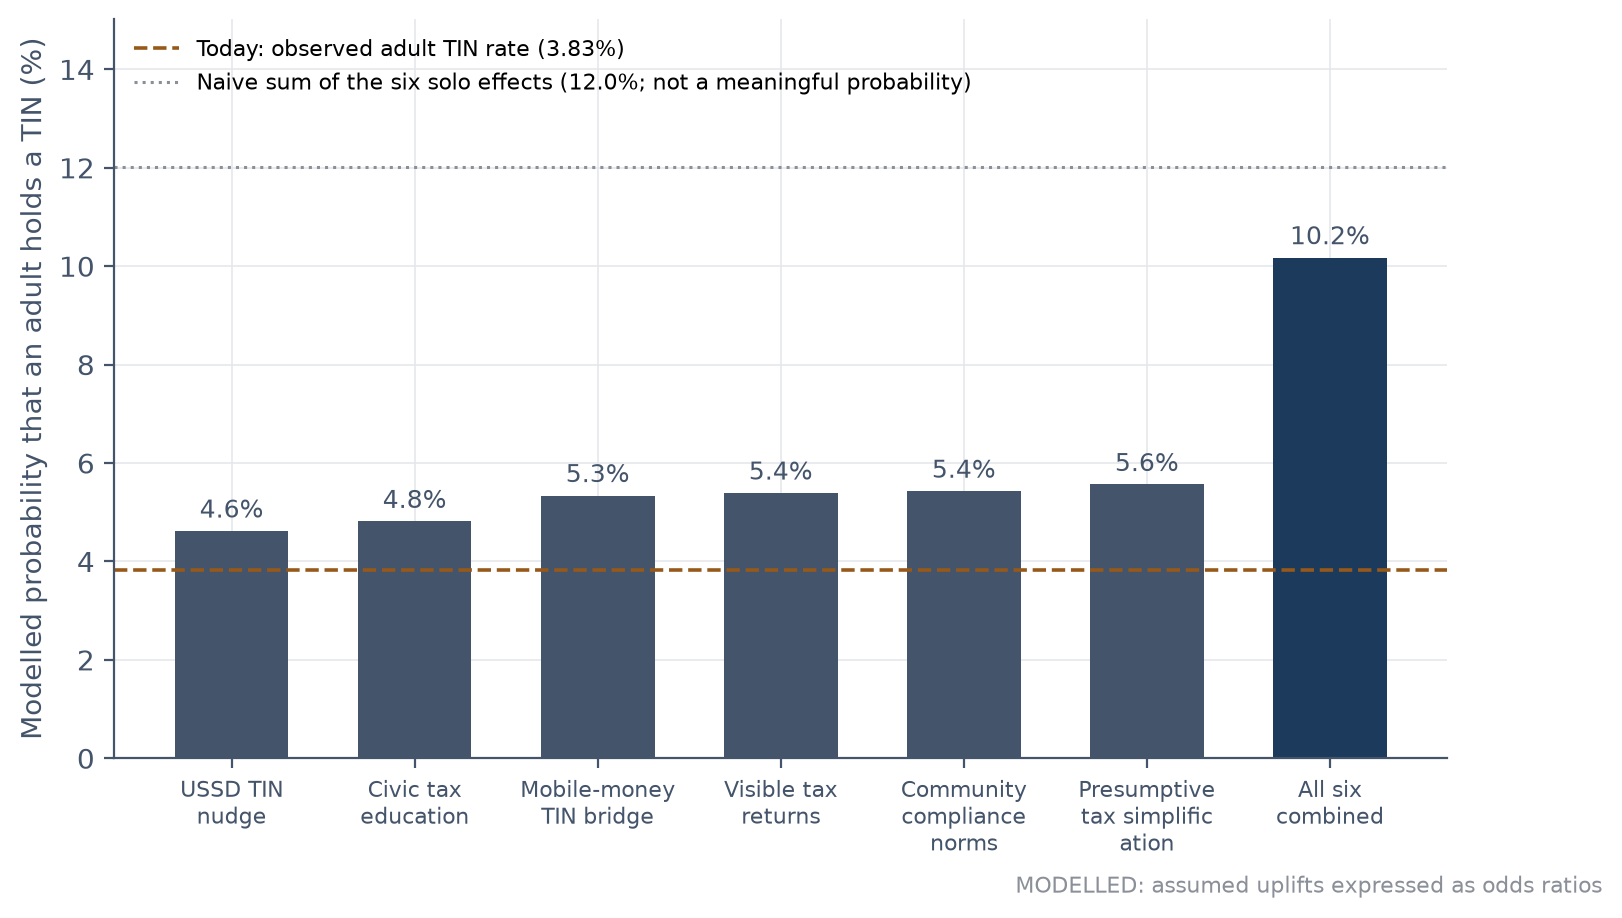 Modelled probability that an adult holds a TIN (%)
Today: observed adult TIN rate (3.83%)
Naive sum of the six solo effects (12.0%; not a meaningful probability)
14
12
10
8
6
4
2
0
4.6%
4.8%
5.3%
5.4%
5.4%
5.6%
10.2%
USSD TIN
nudge
Civic tax
education
Mobile-money
TIN bridge
Visible tax
returns
Community
compliance
norms
Presumptive
tax simplific
ation
All six
combined
MODELLED: assumed uplifts expressed as odds ratios